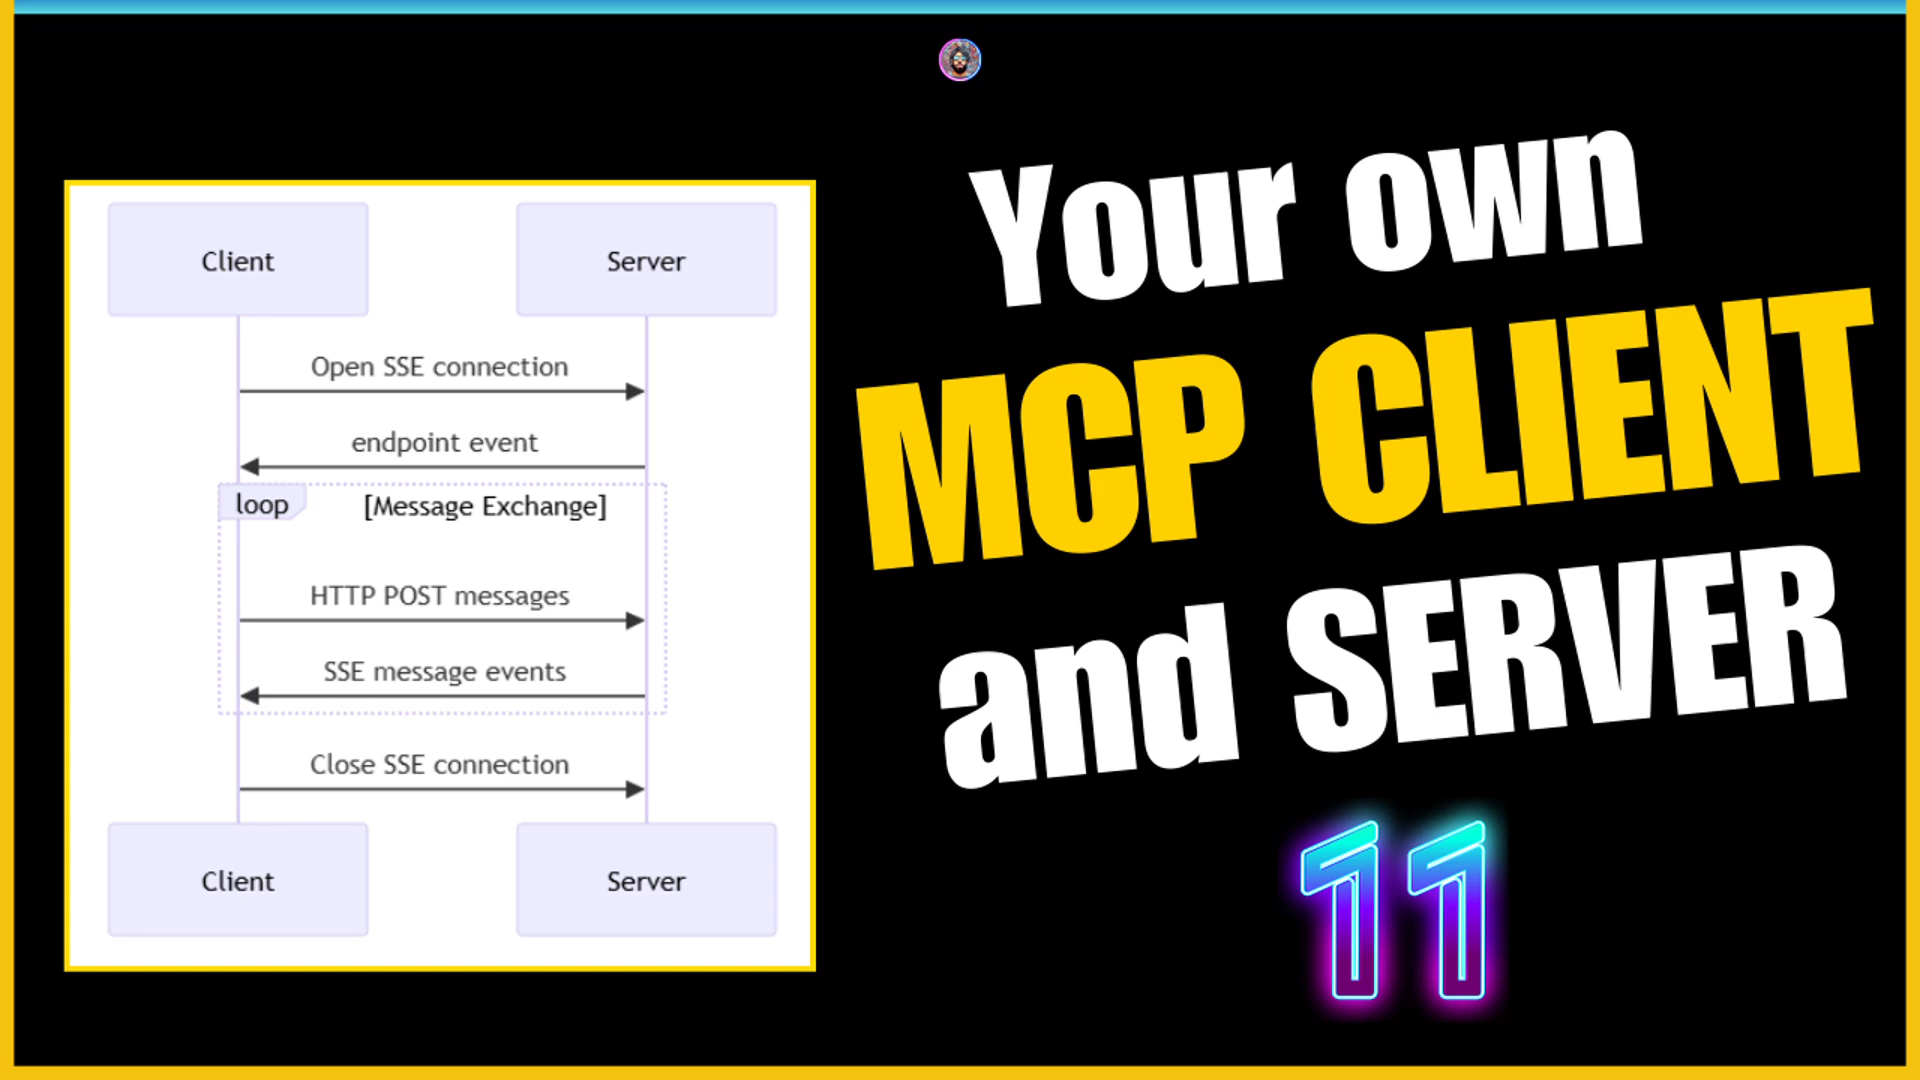 Client
Server
Open SSE connection
endpoint event
loop
[Message Exchange]
HTTP POST messages
SSE message events
Close SSE connection
Client
Server
Your own
MCP CLIENT
and SERVER
11